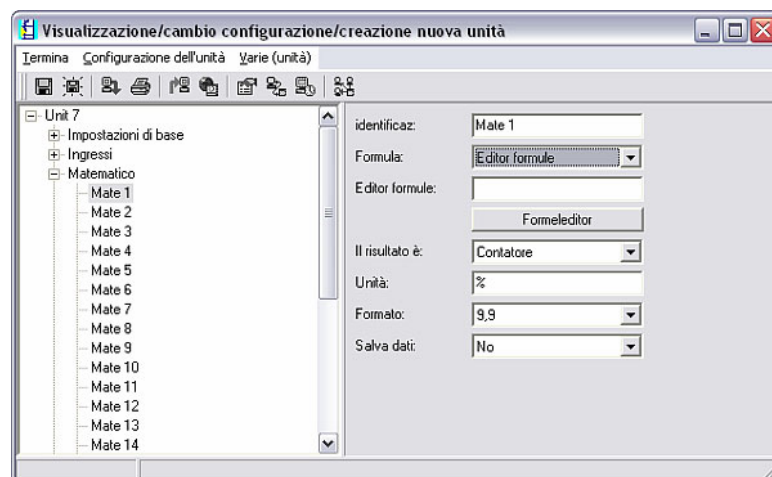 Visualizzazione/cambio configurazione/creazione nuova unità
Termina Configurazione dell'unità Varie (unità)
Unit 7
Impostazioni di base
Ingressi
Matematico
Mate 1
Mate 2
Mate 3
Mate 4
Mate 5
Mate 6
Mate 7
Mate 8
Mate 9
Mate 10
Mate 11
Mate 12
Mate 13
Mate 14
identificaz: Mate 1
Formula: Editor formule
Editor formule:
Formeleditor
Il risultato è: Contatore
Unità: %
Formato: 9,9
Salva dati: No